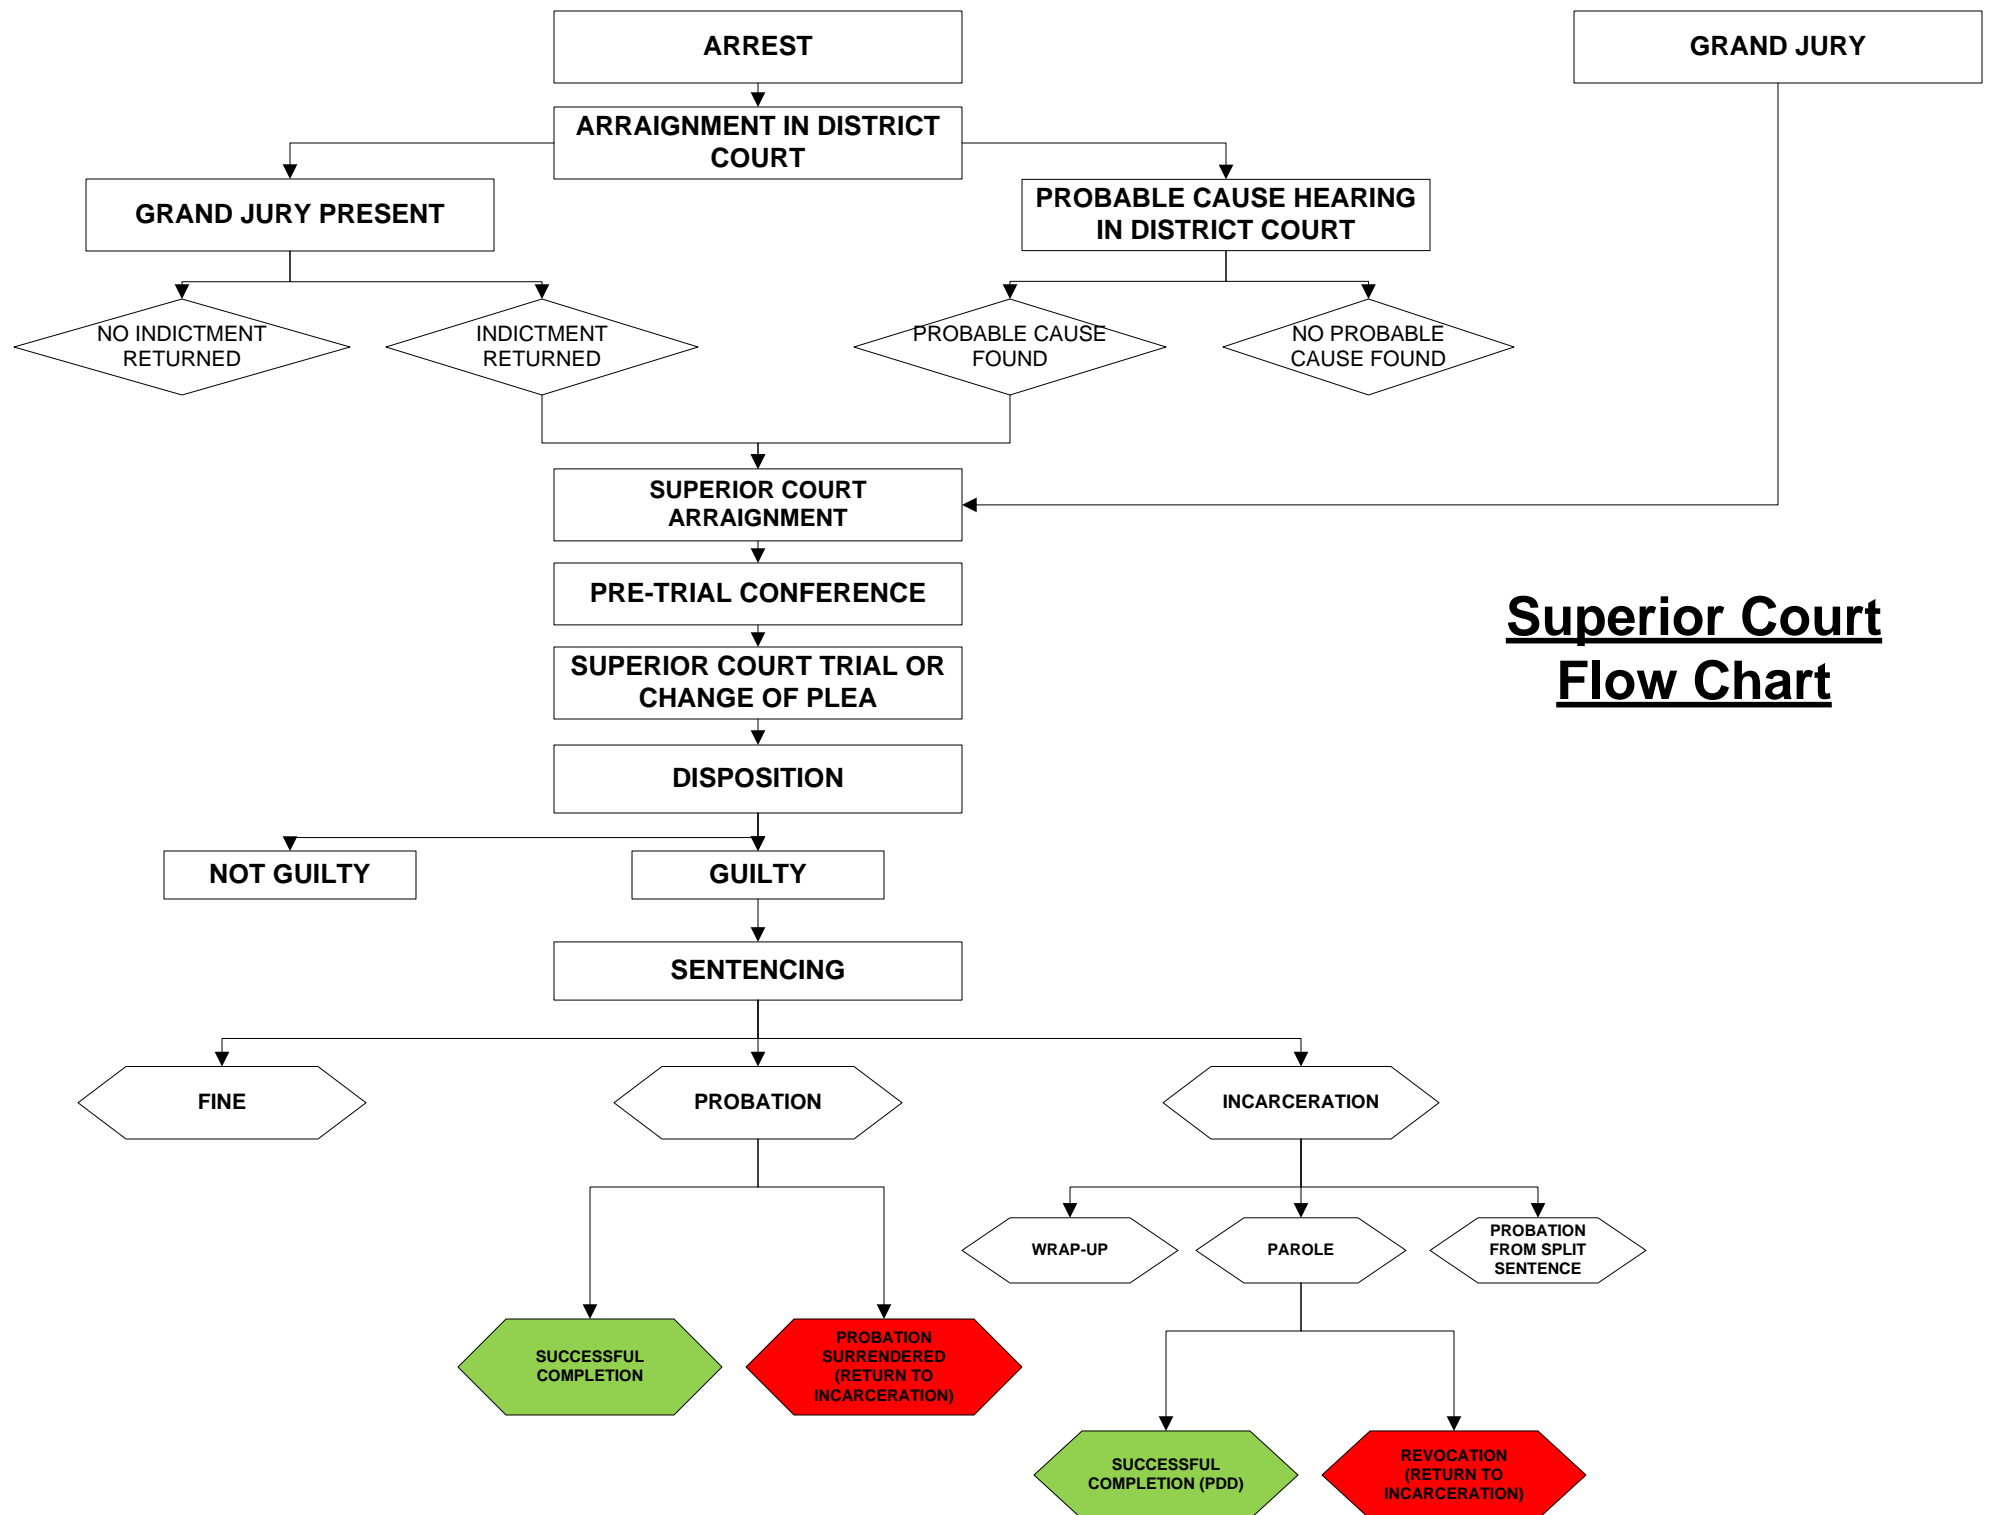 ARREST
GRAND JURY
ARRAIGNMENT IN DISTRICT
COURT
GRAND JURY PRESENT
PROBABLE CAUSE HEARING
IN DISTRICT COURT
NO INDICTMENT
RETURNED
INDICTMENT
RETURNED
PROBABLE CAUSE
FOUND
NO PROBABLE
CAUSE FOUND
SUPERIOR COURT
ARRAIGNMENT
PRE-TRIAL CONFERENCE
Superior Court
Flow Chart
SUPERIOR COURT TRIAL OR
CHANGE OF PLEA
DISPOSITION
NOT GUILTY
GUILTY
SENTENCING
FINE
PROBATION
INCARCERATION
WRAP-UP
PAROLE
PROBATION
FROM SPLIT
SENTENCE
SUCCESSFUL
COMPLETION
PROBATION
SURRENDERED
(RETURN TO
INCARCERATION)
SUCCESSFUL
COMPLETION (PDD)
REVOCATION
(RETURN TO
INCARCERATION)